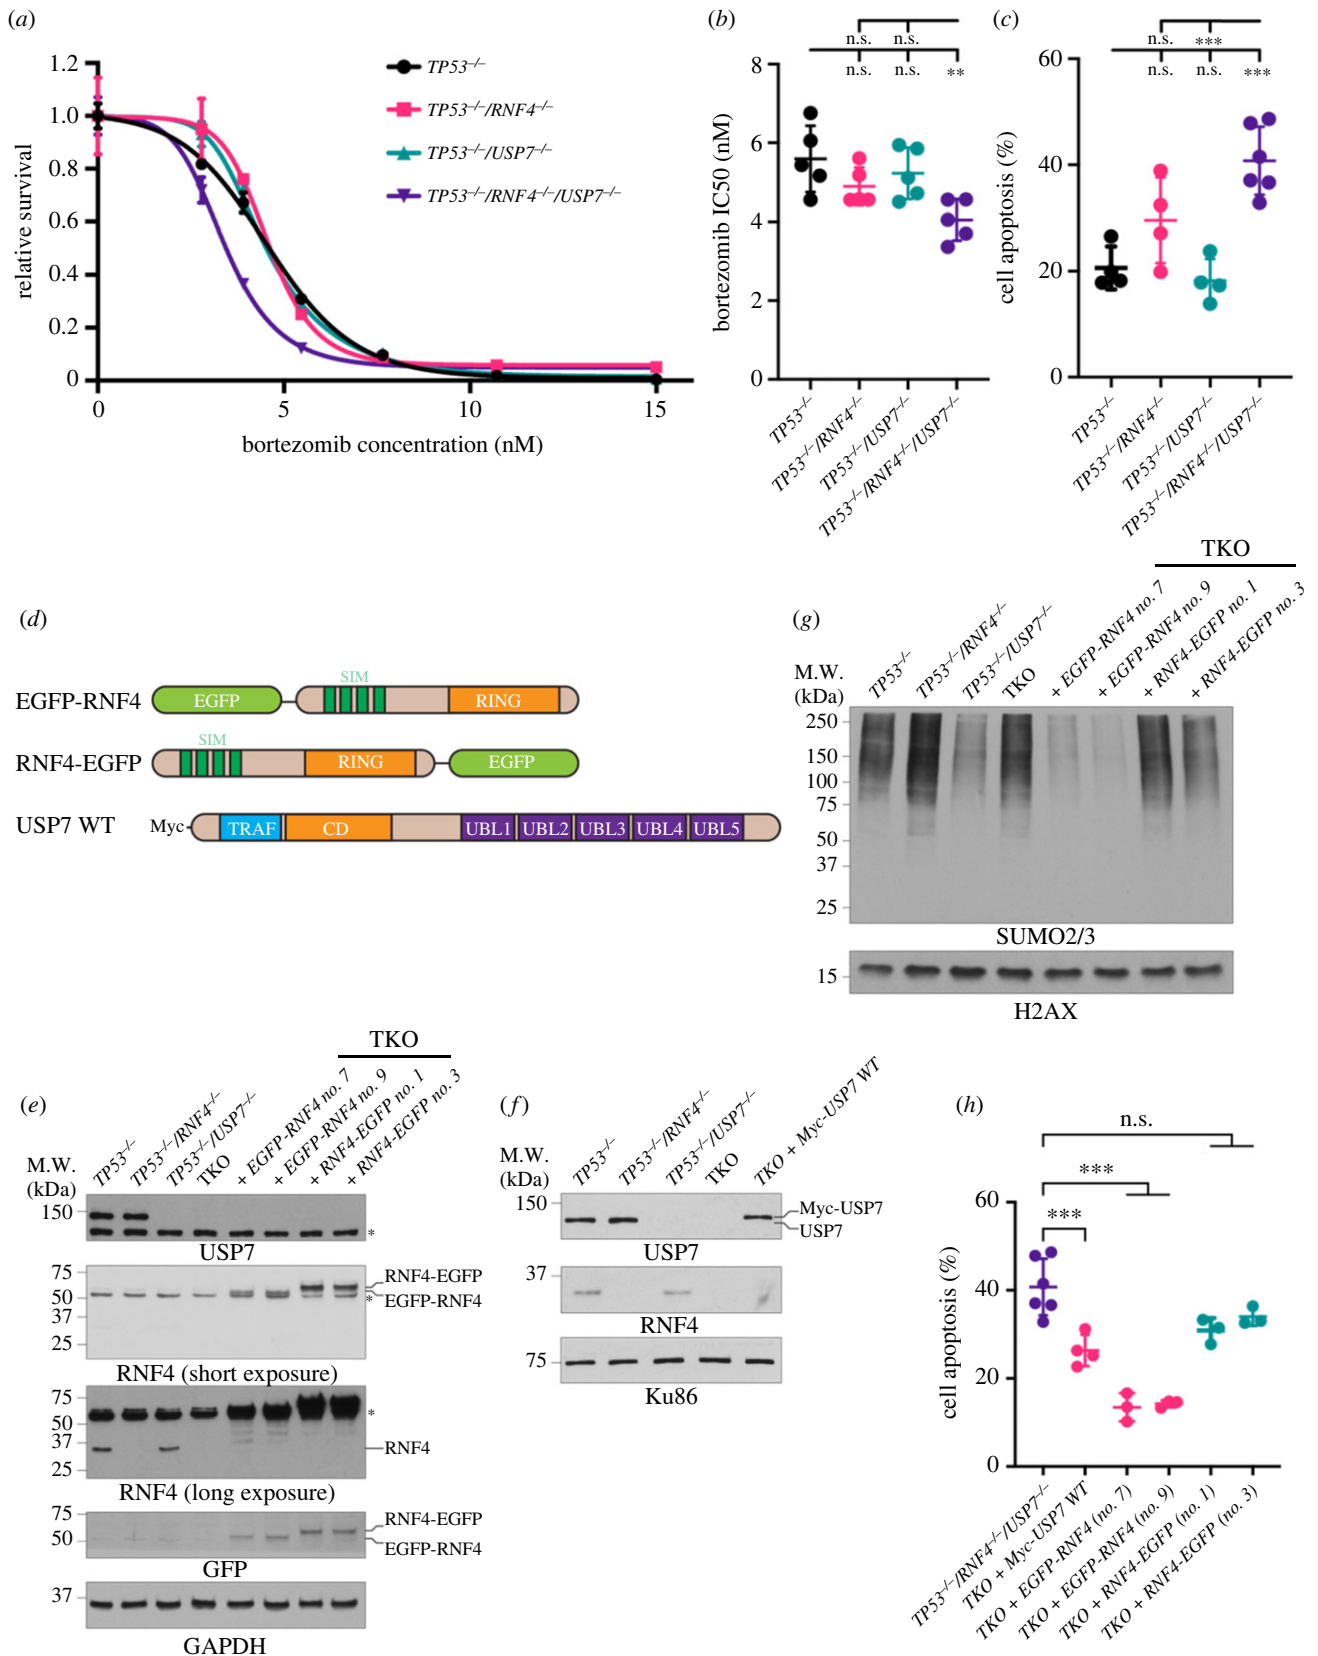 (a)
1.2
1.0
0.8
0.6
0.4
0.2
0
relative survival
0
5
10
15
bortezomib concentration (nM)
TP53–/–
TP53–/–/RNF4–/–
TP53–/–/USP7–/–
TP53–/–/RNF4–/–/USP7–/–
(b)
n.s. n.s.
n.s. n.s. **
8
6
4
2
0
bortezomib IC50 (nM)
TP53–/–
TP53–/–/RNF4–/–
TP53–/–/USP7–/–
TP53–/–/RNF4–/–/USP7–/–
(c)
n.s. ***
n.s. n.s. ***
60
40
20
0
cell apoptosis (%)
TP53–/–
TP53–/–/RNF4–/–
TP53–/–/USP7–/–
TP53–/–/RNF4–/–/USP7–/–
(d)
SIM
EGFP-RNF4 EGFP RING
SIM
RNF4-EGFP RING EGFP
USP7 WT Myc TRAF CD UBL1 UBL2 UBL3 UBL4 UBL5
(g)
TKO
TP53–/–
TP53–/–/RNF4–/–
TP53–/–/USP7–/–
TKO
+ EGFP-RNF4 no. 7
+ EGFP-RNF4 no. 9
+ RNF4-EGFP no. 1
+ RNF4-EGFP no. 3
M.W.
(kDa)
250
150
100
75
50
37
25
SUMO2/3
15
H2AX
(e)
TKO
TP53–/–
TP53–/–/RNF4–/–
TP53–/–/USP7–/–
TKO
+ EGFP-RNF4 no. 7
+ EGFP-RNF4 no. 9
+ RNF4-EGFP no. 1
+ RNF4-EGFP no. 3
M.W.
(kDa)
150
*
USP7
75
50
37
25
RNF4-EGFP
EGFP-RNF4
*
RNF4 (short exposure)
75
50
37
25
*
RNF4
RNF4 (long exposure)
75
50
RNF4-EGFP
EGFP-RNF4
GFP
37
GAPDH
(f)
TP53–/–
TP53–/–/RNF4–/–
TP53–/–/USP7–/–
TKO
TKO + Myc-USP7 WT
M.W.
(kDa)
150
Myc-USP7
USP7
USP7
37
RNF4
75
Ku86
(h)
n.s.
***
***
60
40
20
0
cell apoptosis (%)
TP53–/–/RNF4–/–/USP7–/–
TKO + Myc-USP7 WT
TKO + EGFP-RNF4 (no. 7)
TKO + EGFP-RNF4 (no. 9)
TKO + RNF4-EGFP (no. 1)
TKO + RNF4-EGFP (no. 3)